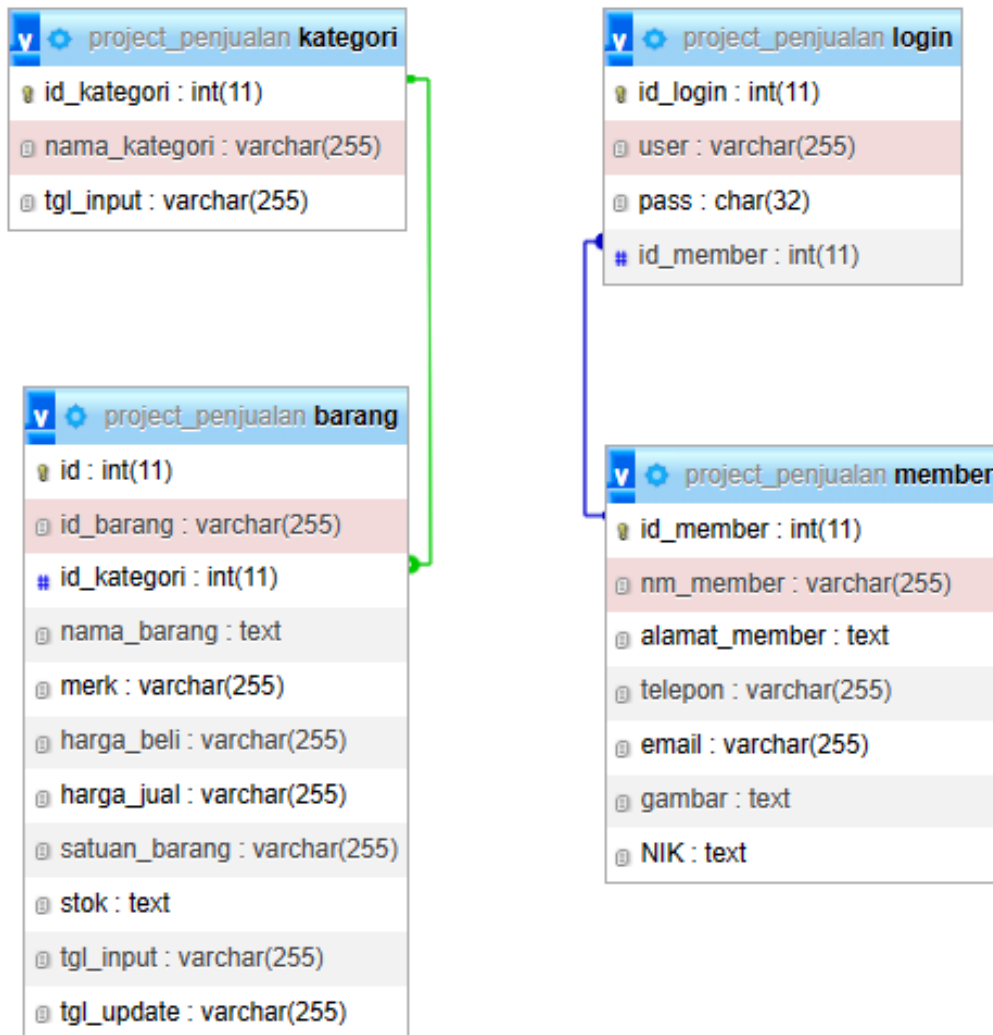 v project_penjualan kategori
id_kategori : int(11)
nama_kategori : varchar(255)
tgl_input : varchar(255)
v project_penjualan login
id_login : int(11)
user : varchar(255)
pass : char(32)
# id_member : int(11)
v project_penjualan barang
id : int(11)
id_barang : varchar(255)
# id_kategori : int(11)
nama_barang : text
merk : varchar(255)
harga_beli : varchar(255)
harga_jual : varchar(255)
satuan_barang : varchar(255)
stok : text
tgl_input : varchar(255)
tgl_update : varchar(255)
v project_penjualan member
id_member : int(11)
nm_member : varchar(255)
alamat_member : text
telepon : varchar(255)
email : varchar(255)
gambar : text
NIK : text